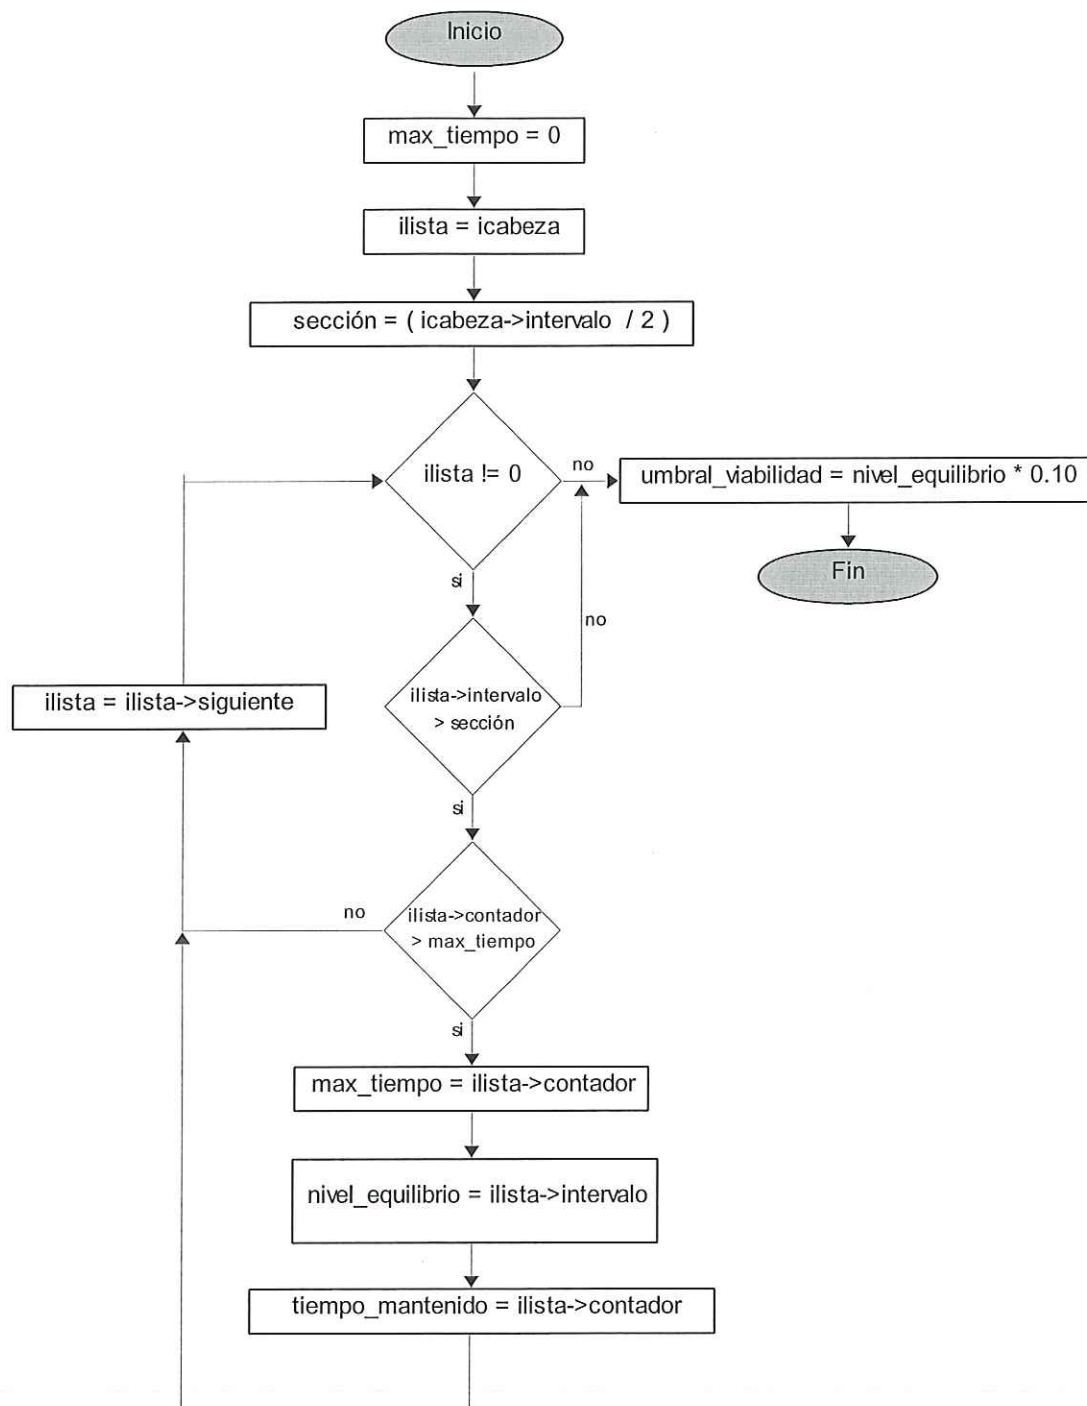 Inicio
max_tiempo = 0
ilista = icabeza
sección = ( icabeza->intervalo / 2 )
ilista != 0
no
umbral_viabilidad = nivel_equilibrio * 0.10
Fin
si
no
ilista->intervalo
> sección
ilista = ilista->siguiente
si
no
ilista->contador
> max_tiempo
si
max_tiempo = ilista->contador
nivel_equilibrio = ilista->intervalo
tiempo_mantenido = ilista->contador